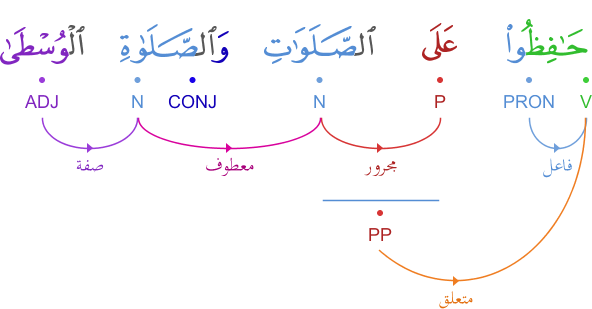 حَـٰفِظُوا۟ عَلَى ٱلصَّلَوَٰتِ وَٱلصَّلَوٰةِ ٱلْوُسْطَىٰ
V PRON P N CONJ N ADJ
فاعل مجرور معطوف صفة
PP
متعلق